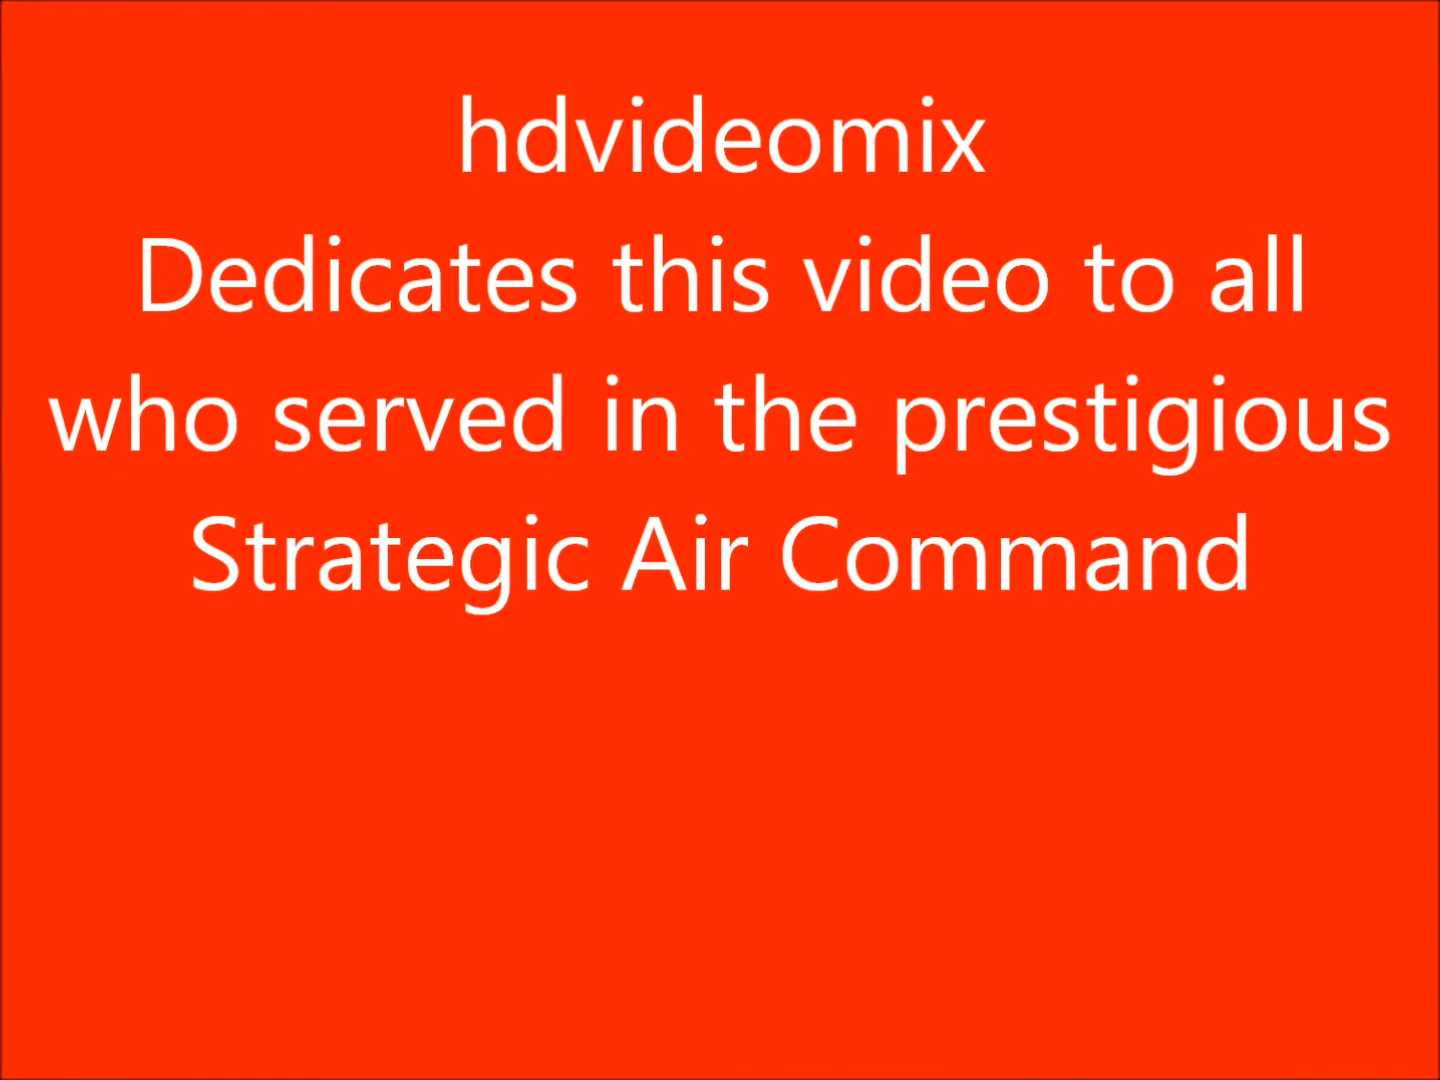 hdvideomix
Dedicates this video to all
who served in the prestigious
Strategic Air Command